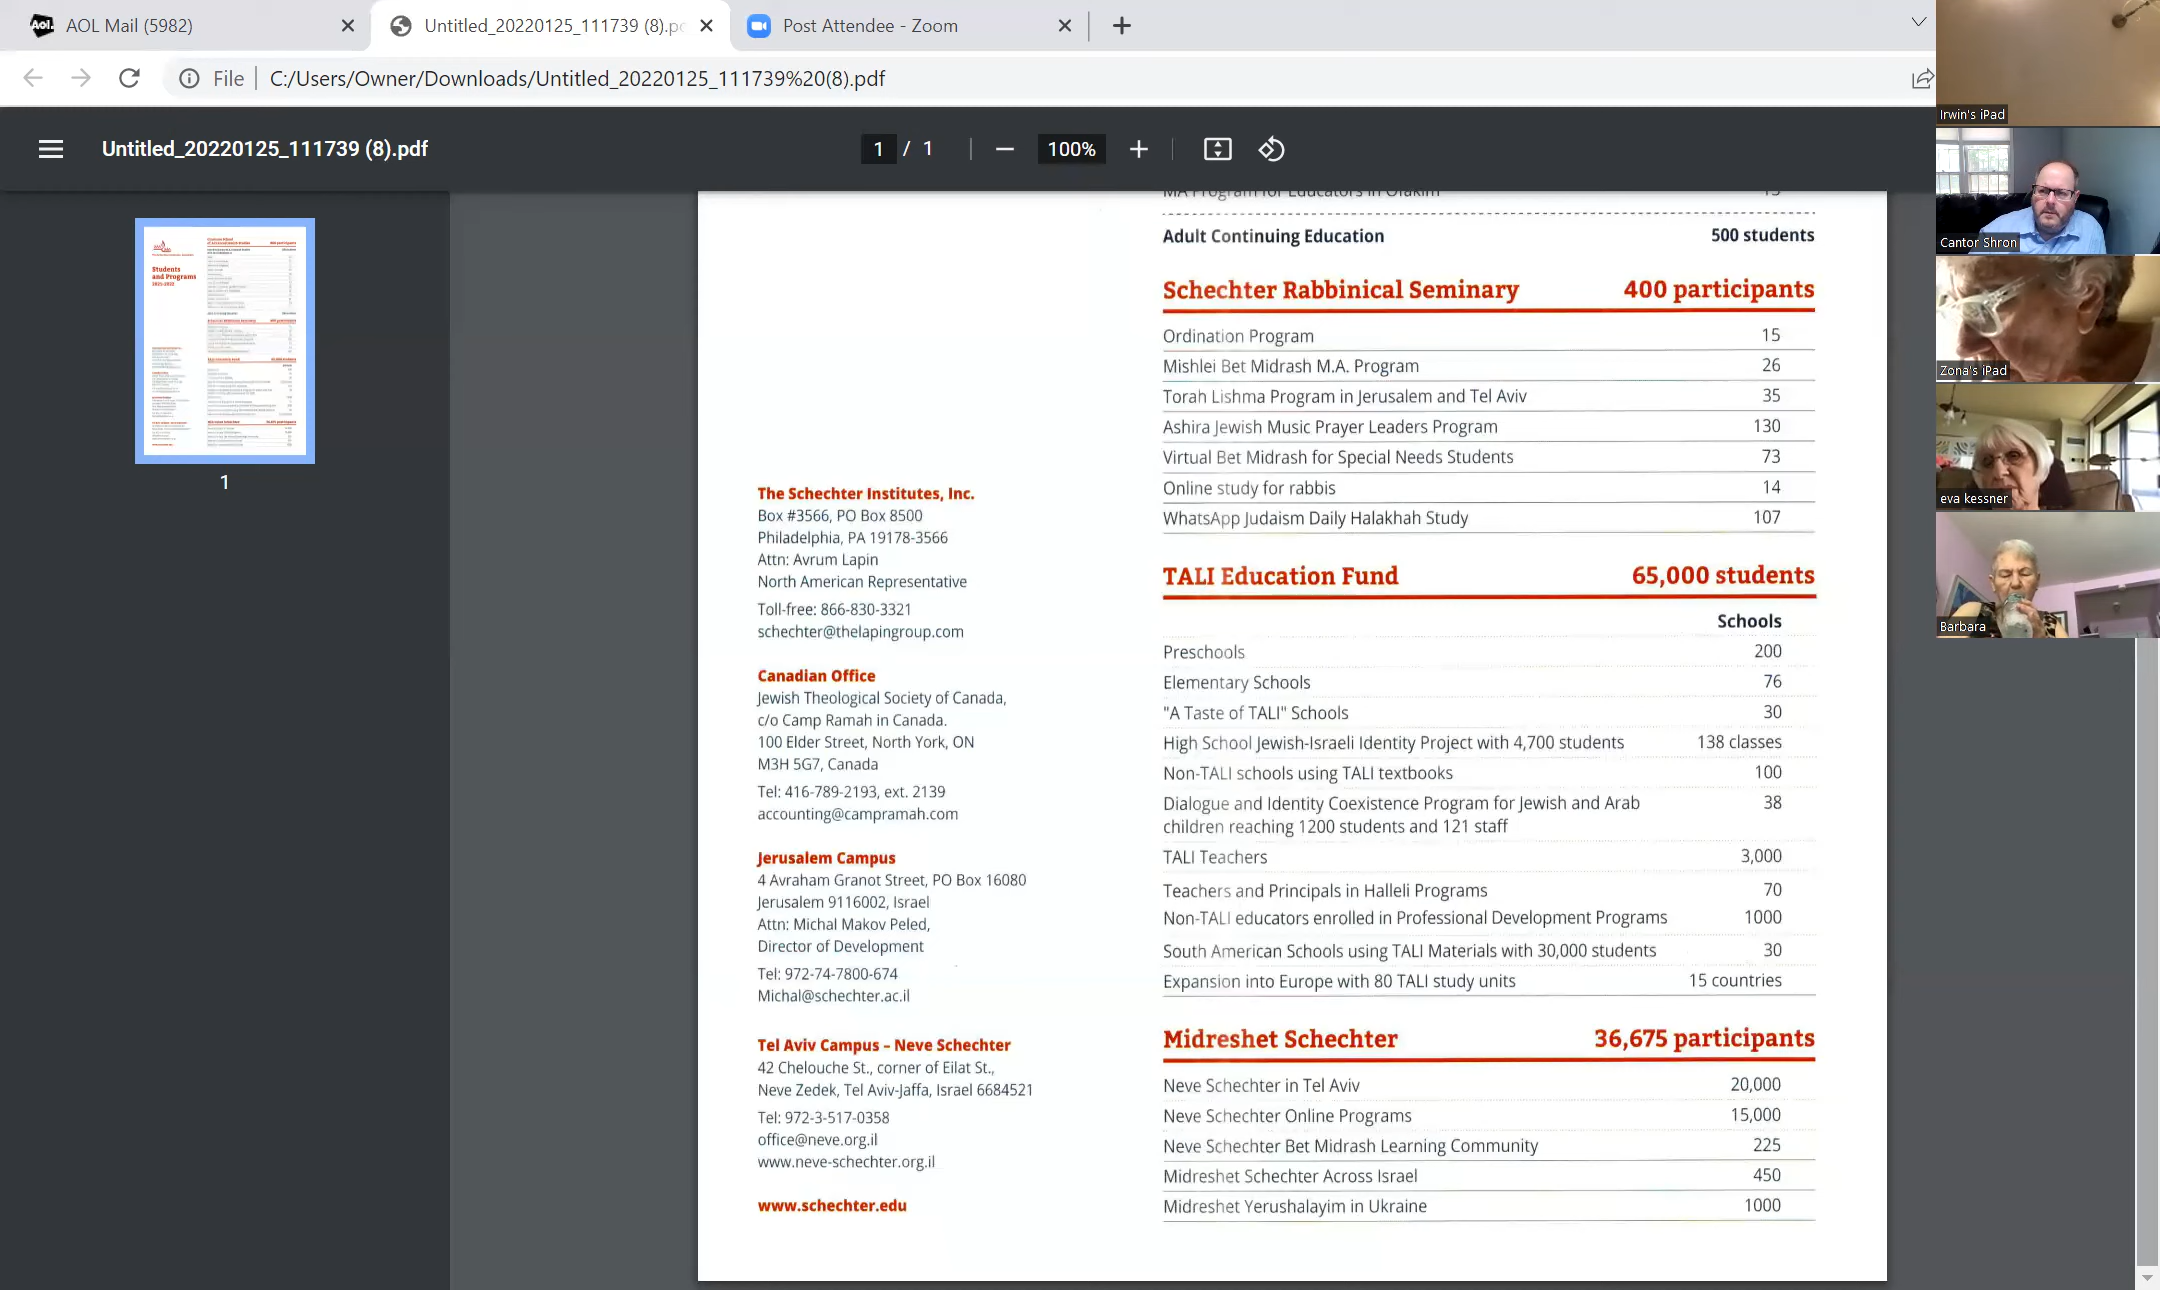 AOL Mail (5982)
Untitled_20220125_111739 (8).pd
Post Attendee - Zoom
File
C:/Users/Owner/Downloads/Untitled_20220125_111739%20(8).pdf
Untitled_20220125_111739 (8).pdf
1 / 1
100%
Students
and Programs
2021-2022
1
The Schechter Institutes, Inc.
Box #3566, PO Box 8500
Philadelphia, PA 19178-3566
Attn: Avrum Lapin
North American Representative
Toll-free: 866-830-3321
schechter@thelapingroup.com
Canadian Office
Jewish Theological Society of Canada,
c/o Camp Ramah in Canada.
100 Elder Street, North York, ON
M3H 5G7, Canada
Tel: 416-789-2193, ext. 2139
accounting@campramah.com
Jerusalem Campus
4 Avraham Granot Street, PO Box 16080
Jerusalem 9116002, Israel
Attn: Michal Makov Peled,
Director of Development
Tel: 972-74-7800-674
Michal@schechter.ac.il
Tel Aviv Campus – Neve Schechter
42 Chelouche St., corner of Eilat St.,
Neve Zedek, Tel Aviv-Jaffa, Israel 6684521
Tel: 972-3-517-0358
office@neve.org.il
www.neve-schechter.org.il
www.schechter.edu
MA Program for Educators in Ofakim 15
Adult Continuing Education 500 students
Schechter Rabbinical Seminary 400 participants
Ordination Program 15
Mishlei Bet Midrash M.A. Program 26
Torah Lishma Program in Jerusalem and Tel Aviv 35
Ashira Jewish Music Prayer Leaders Program 130
Virtual Bet Midrash for Special Needs Students 73
Online study for rabbis 14
WhatsApp Judaism Daily Halakhah Study 107
TALI Education Fund 65,000 students
Schools
Preschools 200
Elementary Schools 76
"A Taste of TALI" Schools 30
High School Jewish-Israeli Identity Project with 4,700 students 138 classes
Non-TALI schools using TALI textbooks 100
Dialogue and Identity Coexistence Program for Jewish and Arab 38
children reaching 1200 students and 121 staff
TALI Teachers 3,000
Teachers and Principals in Halleli Programs 70
Non-TALI educators enrolled in Professional Development Programs 1000
South American Schools using TALI Materials with 30,000 students 30
Expansion into Europe with 80 TALI study units 15 countries
Midreshet Schechter 36,675 participants
Neve Schechter in Tel Aviv 20,000
Neve Schechter Online Programs 15,000
Neve Schechter Bet Midrash Learning Community 225
Midreshet Schechter Across Israel 450
Midreshet Yerushalayim in Ukraine 1000
Irwin's iPad
Cantor Shron
Zona's iPad
eva kessner
Barbara